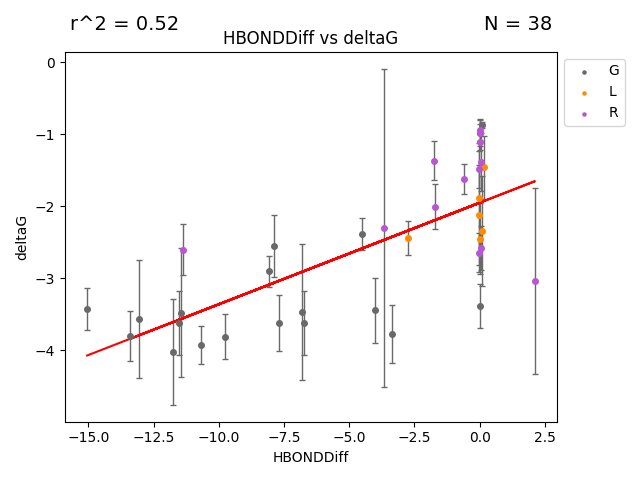 r^2 = 0.52
N = 38
HBONDDiff vs deltaG
G
L
R
deltaG
0
−1
−2
−3
−4
−15.0 −12.5 −10.0 −7.5 −5.0 −2.5 0.0 2.5
HBONDDiff